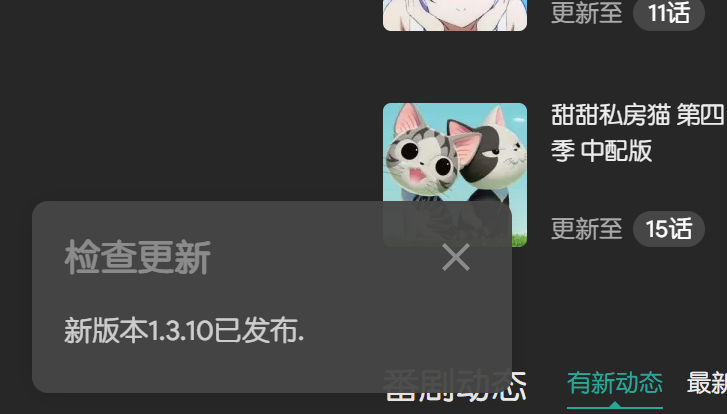 更新至 11话
甜甜私房猫 第四
季 中配版
更新至 15话
检查更新
新版本1.3.10已发布.
番剧动态 有新动态 最新